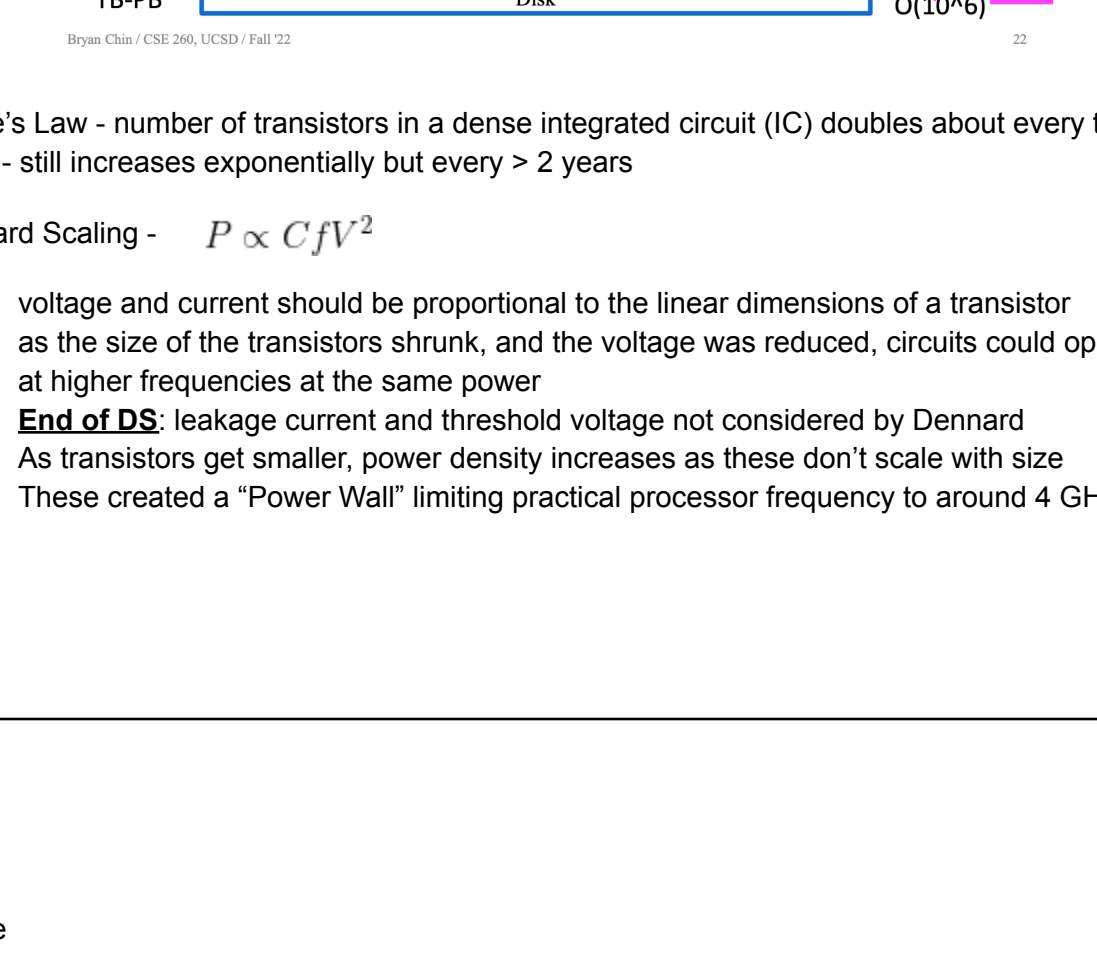 TB-PB Disk O(10^6)
Bryan Chin / CSE 260, UCSD / Fall '22 22
e's Law - number of transistors in a dense integrated circuit (IC) doubles about every t
- still increases exponentially but every > 2 years
ard Scaling - P ∝ CfV²
voltage and current should be proportional to the linear dimensions of a transistor
as the size of the transistors shrunk, and the voltage was reduced, circuits could op
at higher frequencies at the same power
End of DS: leakage current and threshold voltage not considered by Dennard
As transistors get smaller, power density increases as these don’t scale with size
These created a “Power Wall” limiting practical processor frequency to around 4 GH
e